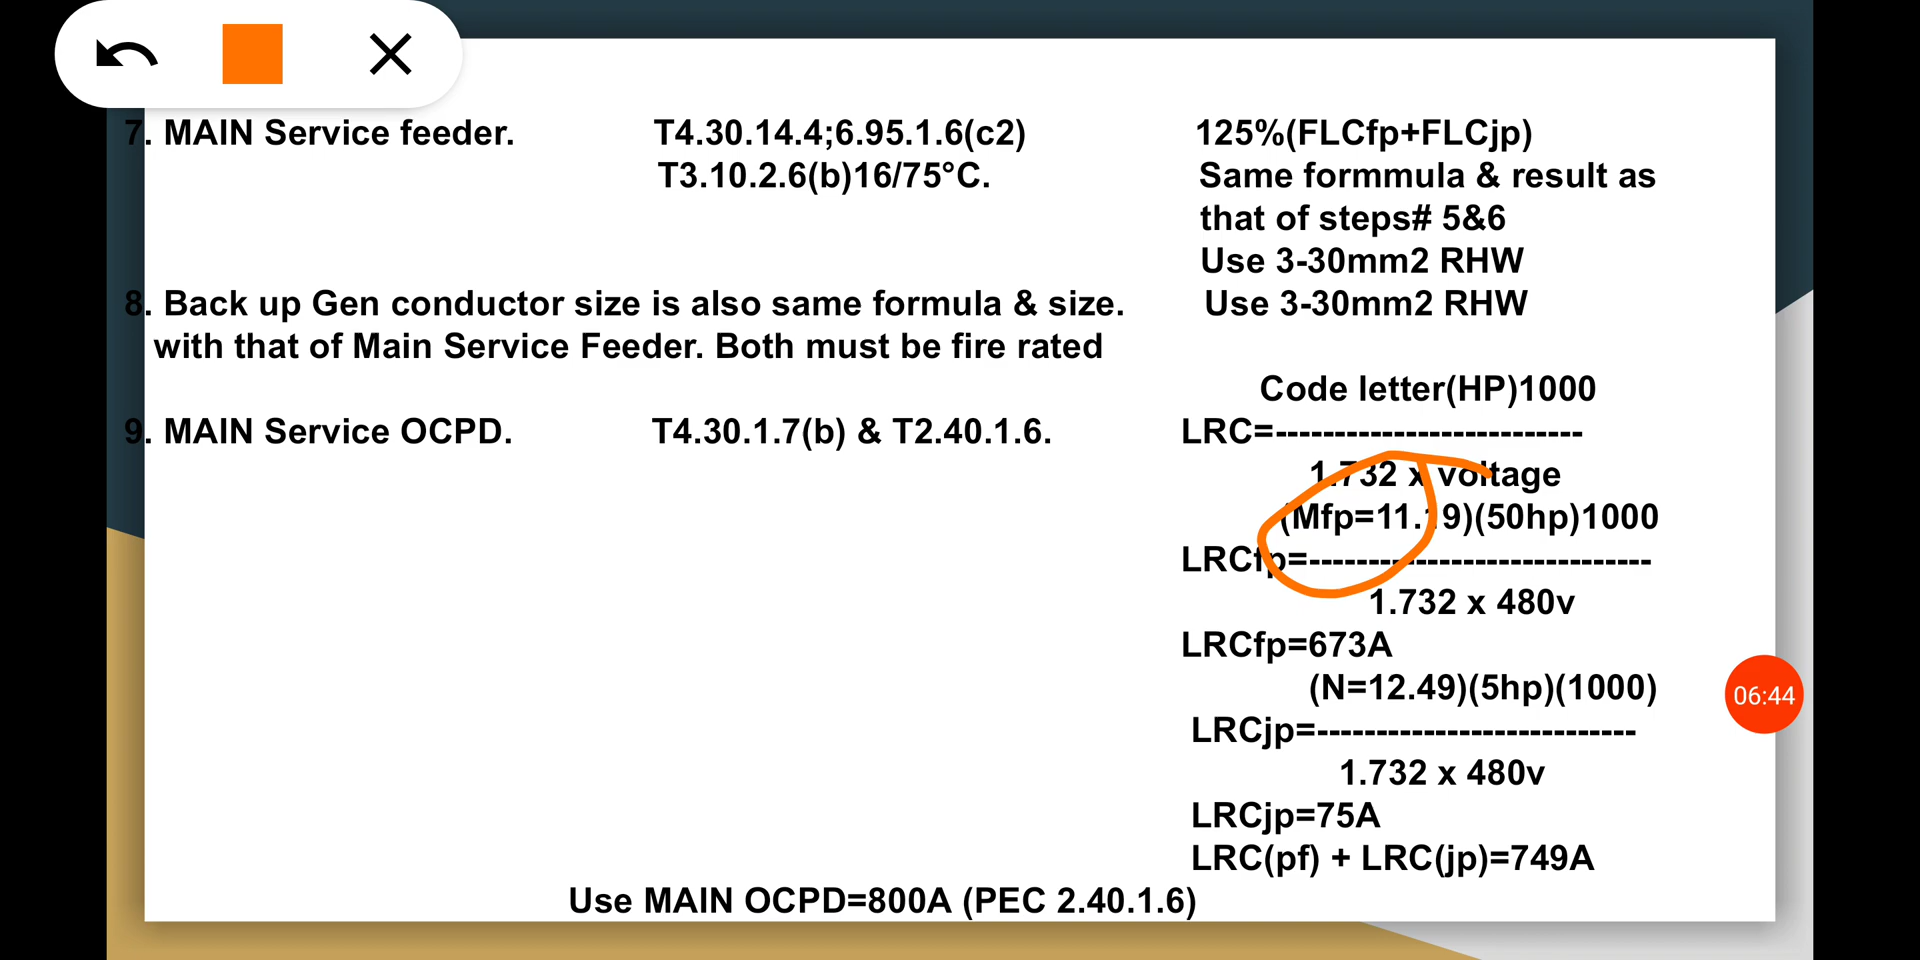 7. MAIN Service feeder. T4.30.14.4;6.95.1.6(c2) 125%(FLCfp+FLCjp)
T3.10.2.6(b)16/75°C. Same formmula & result as
that of steps# 5&6
Use 3-30mm2 RHW
8. Back up Gen conductor size is also same formula & size. Use 3-30mm2 RHW
with that of Main Service Feeder. Both must be fire rated
Code letter(HP)1000
9. MAIN Service OCPD. T4.30.1.7(b) & T2.40.1.6. LRC=--------------------------
1.732 x voltage
(Mfp=11.19)(50hp)1000
LRCfp=-----------------------------
1.732 x 480v
LRCfp=673A
(N=12.49)(5hp)(1000)
06:44
LRCjp=---------------------------
1.732 x 480v
LRCjp=75A
LRC(pf) + LRC(jp)=749A
Use MAIN OCPD=800A (PEC 2.40.1.6)